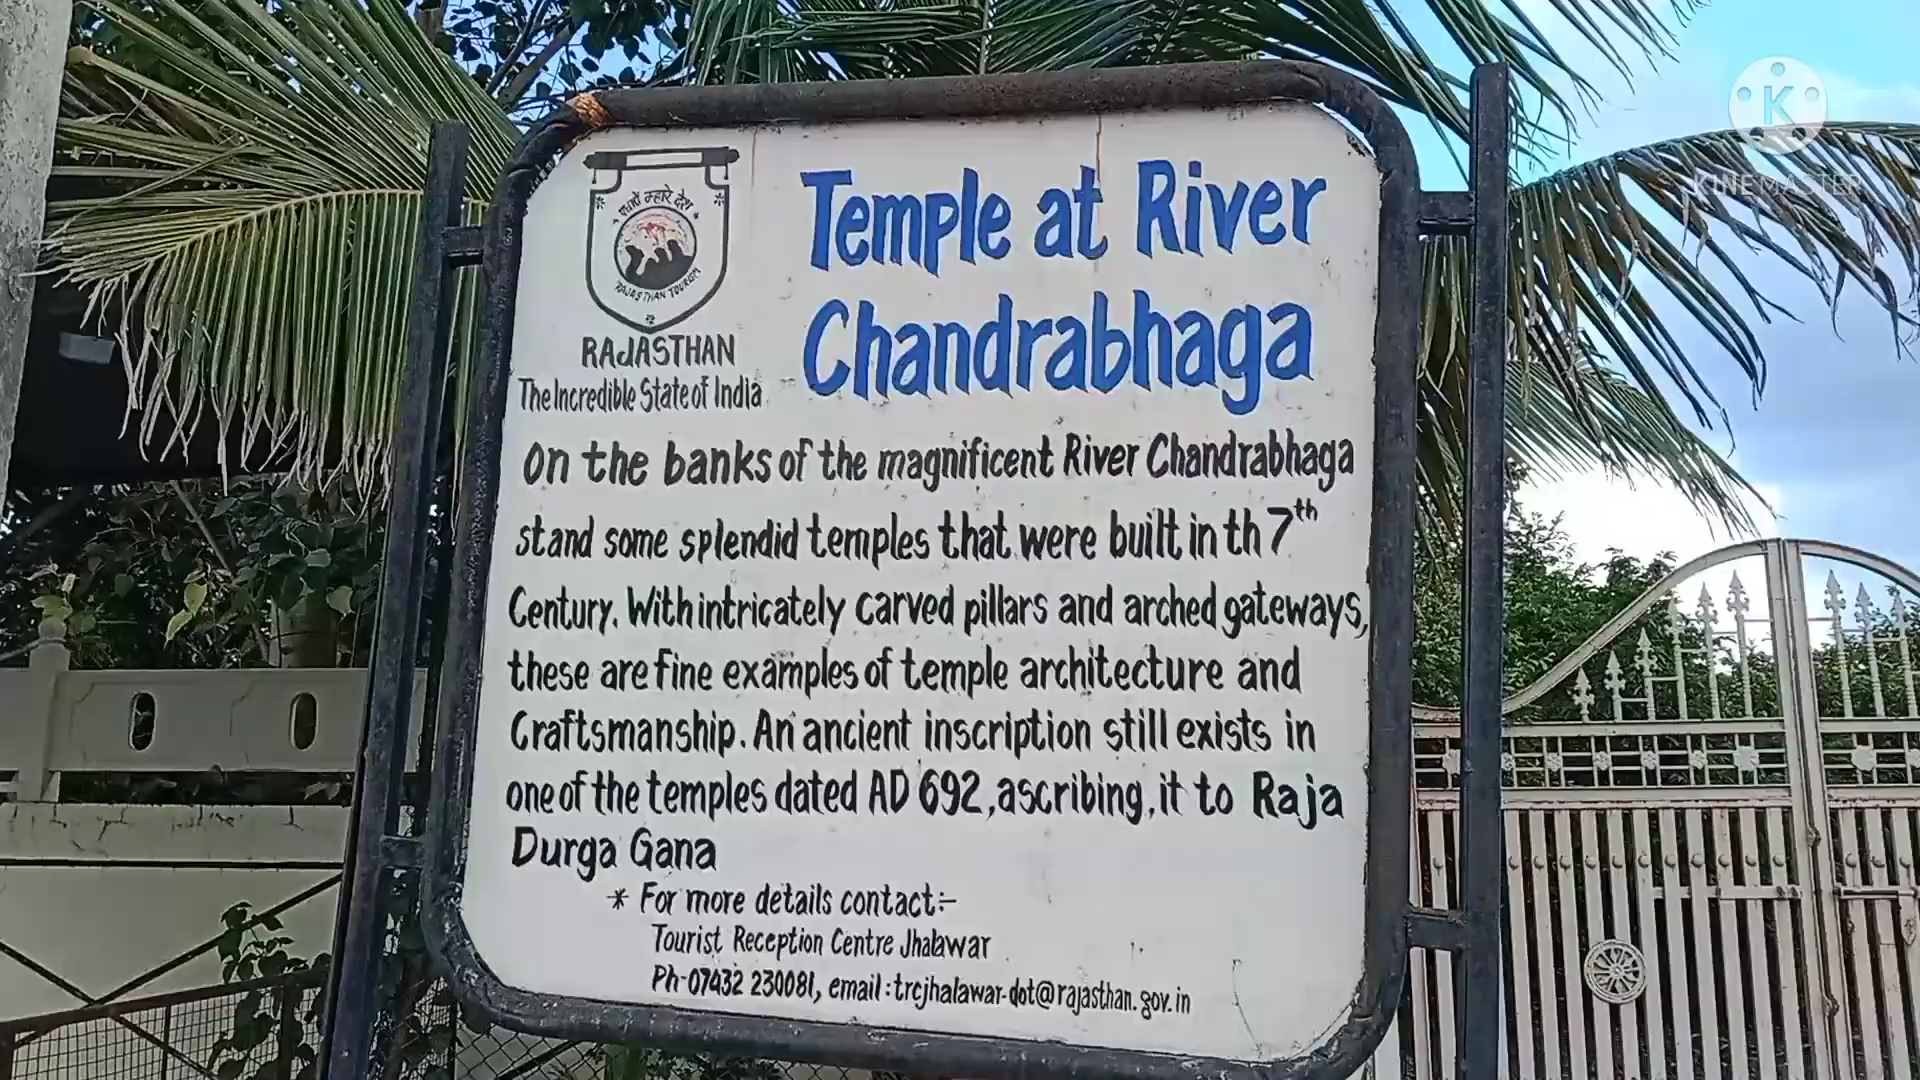 पधारो म्हारे देश
RAJASTHAN TOURISM
RAJASTHAN
The Incredible State of India
Temple at River
Chandrabhaga
On the banks of the magnificent River Chandrabhaga
stand some splendid temples that were built in th 7th
Century. With intricately carved pillars and arched gateways,
these are fine examples of temple architecture and
Craftsmanship. An ancient inscription still exists in
one of the temples dated AD 692, ascribing, it to Raja
Durga Gana
* For more details contact:-
Tourist Reception Centre Jhalawar
Ph-07432 230081, email : trcjhalawar-dot@rajasthan.gov.in
K
KINEMASTER